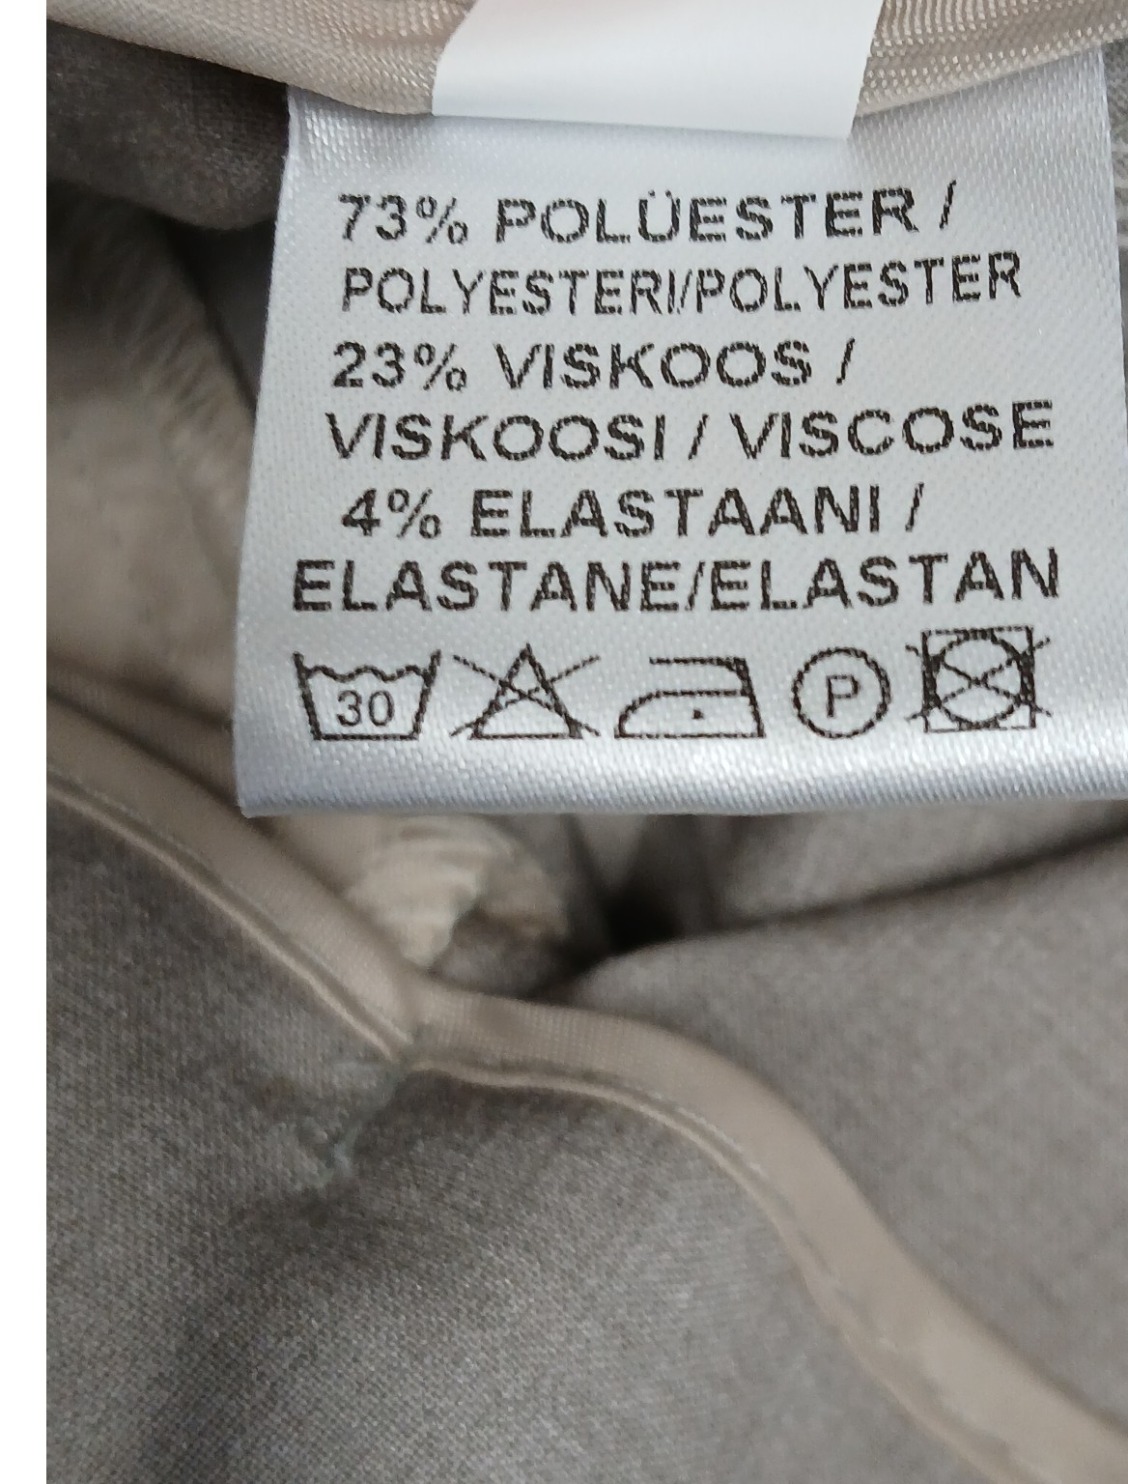 73% POLÜESTER /
POLYESTERI/POLYESTER
23% VISKOOS /
VISKOOSI / VISCOSE
4% ELASTAANI /
ELASTANE/ELASTAN
30 P